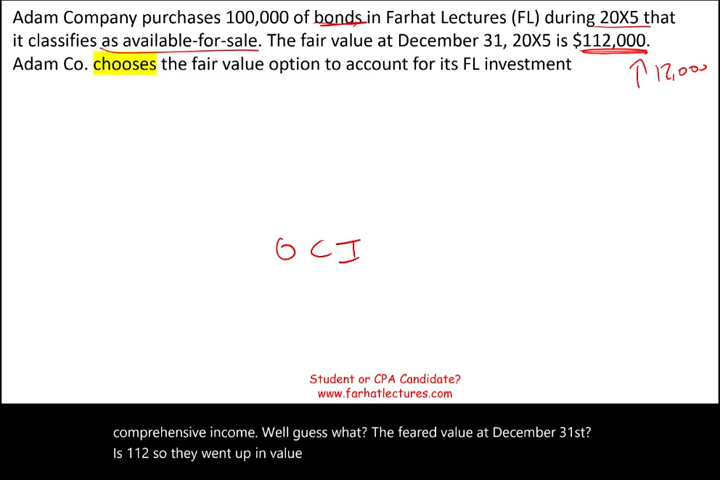 Adam Company purchases 100,000 of bonds in Farhat Lectures (FL) during 20X5 that
it classifies as available-for-sale. The fair value at December 31, 20X5 is $112,000.
Adam Co. chooses the fair value option to account for its FL investment
↑ 12,000
OCI
Student or CPA Candidate?
www.farhatlectures.com
comprehensive income. Well guess what? The feared value at December 31st?
Is 112 so they went up in value